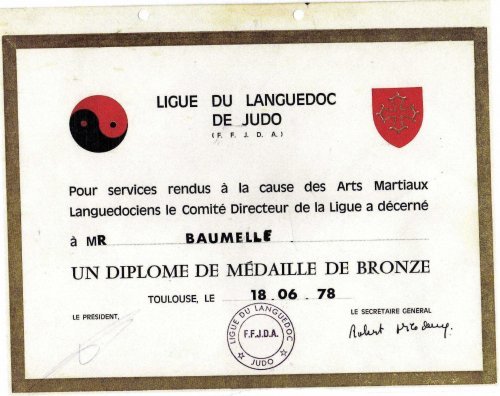 LIGUE DU LANGUEDOC
DE JUDO
(F. F. J. D. A.)
Pour services rendus à la cause des Arts Martiaux
Languedociens le Comité Directeur de la Ligue a décerné
à MR BAUMELLE
UN DIPLOME DE MÉDAILLE DE BRONZE
TOULOUSE, LE 18.06.78
LE PRÉSIDENT,
LE SECRETAIRE GENERAL
LIGUE DU LANGUEDOC
F.F.J.D.A.
JUDO
Robert